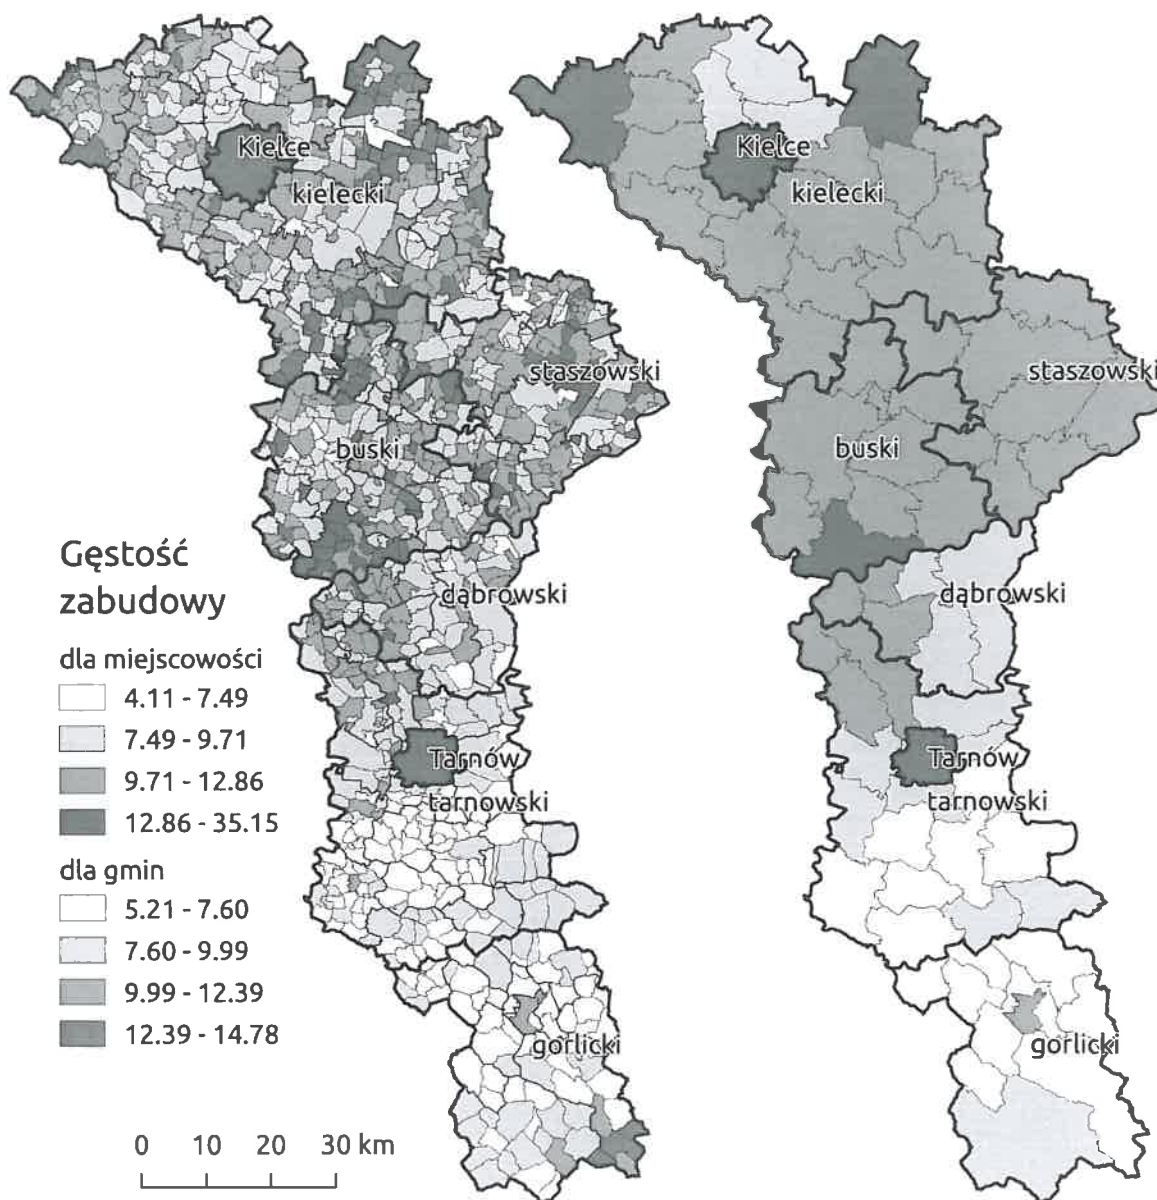 Kielce
kielecki
staszowski
buski
dąbrowski
Tarnów
tarnowski
gorlicki
Kielce
kielecki
staszowski
buski
dąbrowski
Tarnów
tarnowski
gorlicki
Gęstość
zabudowy
dla miejscowości
4.11 - 7.49
7.49 - 9.71
9.71 - 12.86
12.86 - 35.15
dla gmin
5.21 - 7.60
7.60 - 9.99
9.99 - 12.39
12.39 - 14.78
0 10 20 30 km